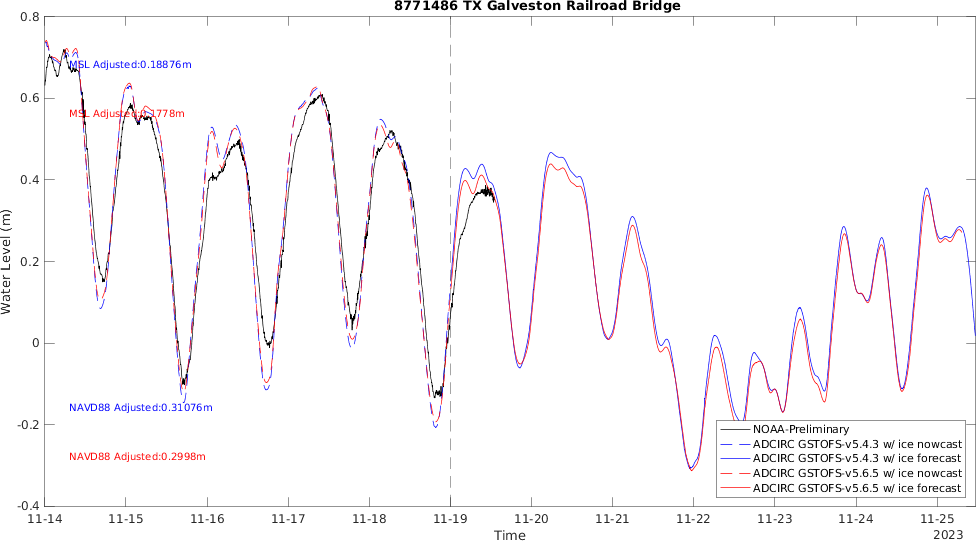 8771486 TX Galveston Railroad Bridge
0.8
0.6
0.4
0.2
0
-0.2
-0.4
Water Level (m)
MSL Adjusted:0.18876m
MSL Adjusted:0.1778m
NAVD88 Adjusted:0.31076m
NAVD88 Adjusted:0.2998m
NOAA-Preliminary
ADCIRC GSTOFS-v5.4.3 w/ ice nowcast
ADCIRC GSTOFS-v5.4.3 w/ ice forecast
ADCIRC GSTOFS-v5.6.5 w/ ice nowcast
ADCIRC GSTOFS-v5.6.5 w/ ice forecast
11-14 11-15 11-16 11-17 11-18 11-19 11-20 11-21 11-22 11-23 11-24 11-25
Time
2023